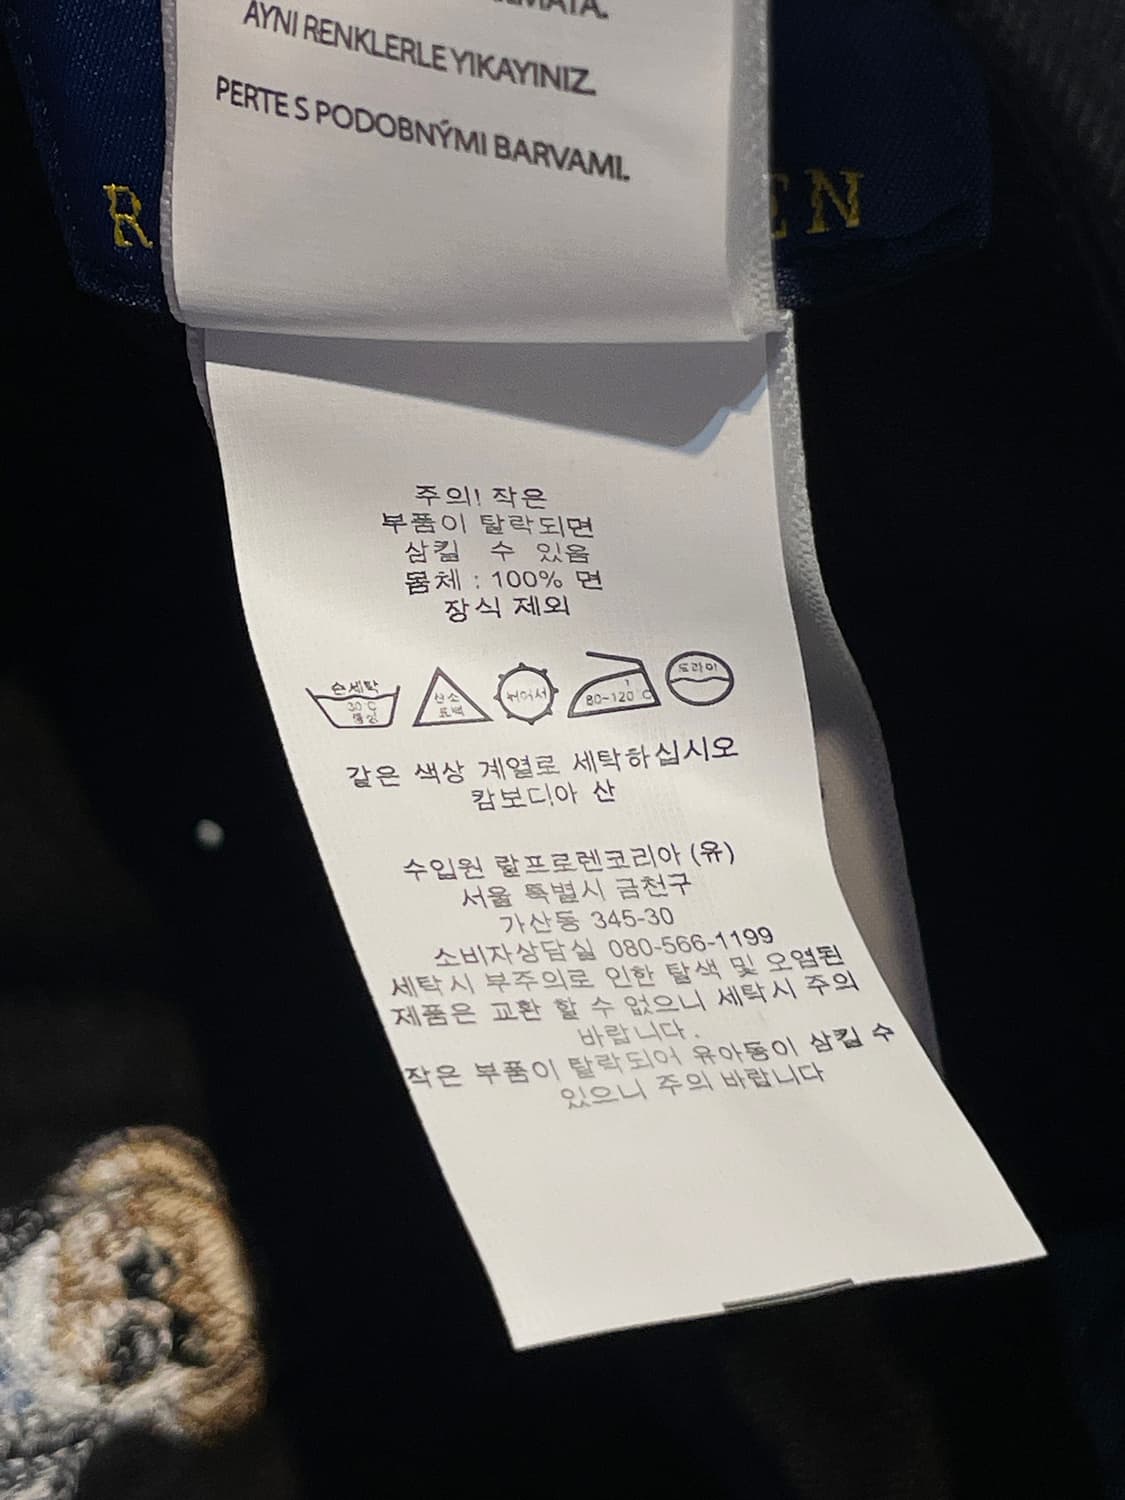 AYNI RENKLERLE YIKAYINIZ.
PERTE S PODOBNÝMI BARVAMI.
R EN
주의! 작은
부품이 탈락되면
삼킬 수 있음
몸체 : 100% 면
장식 제외
손세탁
30°C
중성
산소
표백
뉘어서
80~120°C
드라이
같은 색상 계열로 세탁하십시오
캄보디아 산
수입원 랄프로렌코리아 (유)
서울 특별시 금천구
가산동 345-30
소비자상담실 080-566-1199
세탁시 부주의로 인한 탈색 및 오염된
제품은 교환 할 수 없으니 세탁시 주의
바랍니다.
작은 부품이 탈락되어 유아동이 삼킬 수
있으니 주의 바랍니다